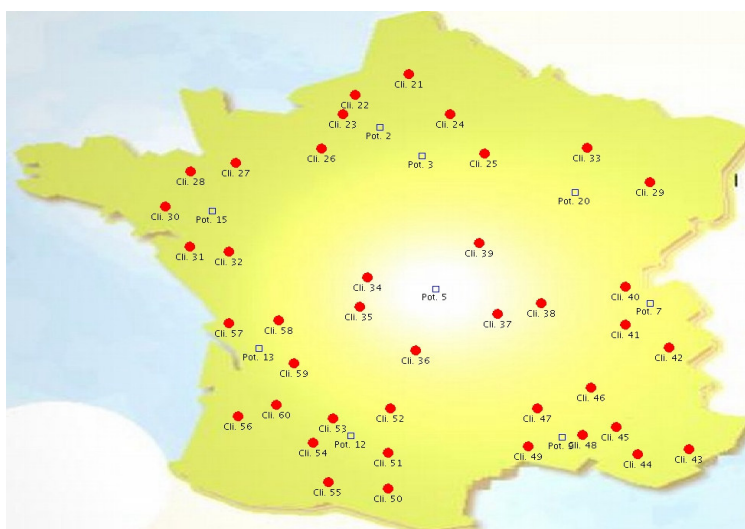 Cli. 21
Cli. 22
Cli. 23
Cli. 24
Pot. 2
Cli. 26
Pot. 3
Cli. 25
Cli. 33
Cli. 27
Cli. 28
Cli. 29
Pot. 20
Cli. 30
Pot. 15
Cli. 31
Cli. 32
Cli. 39
Cli. 34
Pot. 5
Cli. 40
Cli. 35
Cli. 37
Cli. 38
Pot. 7
Cli. 57
Cli. 58
Cli. 41
Pot. 13
Cli. 36
Cli. 42
Cli. 59
Cli. 46
Cli. 60
Cli. 56
Cli. 52
Cli. 47
Cli. 53
Cli. 54
Pot. 12
Pot. 9
Cli. 48
Cli. 45
Cli. 51
Cli. 49
Cli. 44
Cli. 43
Cli. 55
Cli. 50